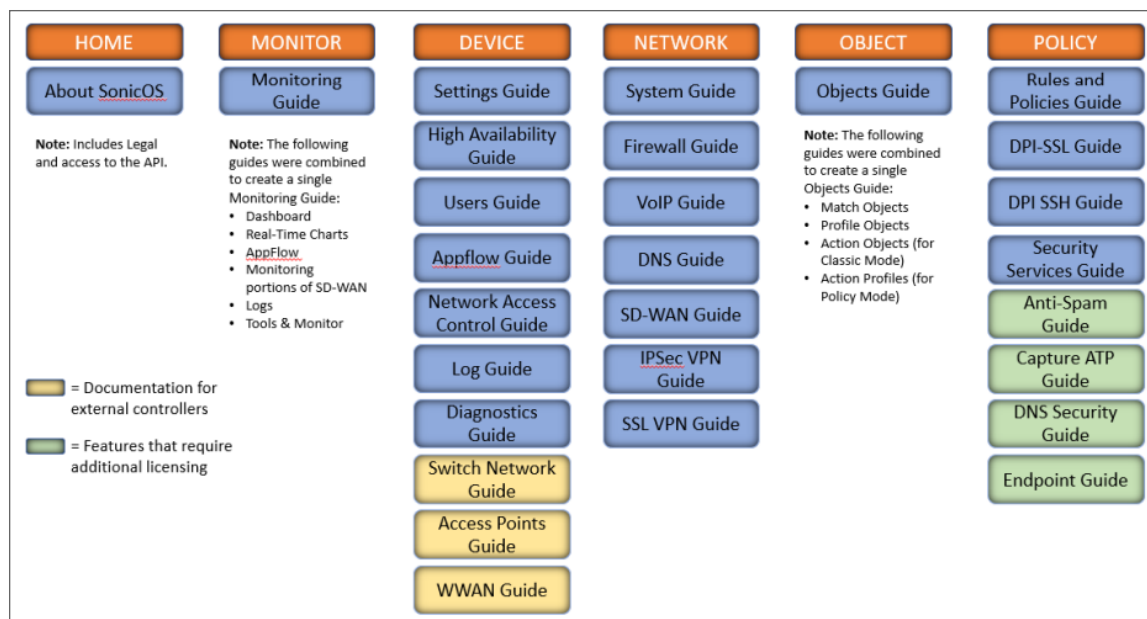 HOME
About SonicOS
Note: Includes Legal
and access to the API.
= Documentation for
external controllers
= Features that require
additional licensing
MONITOR
Monitoring
Guide
Note: The following
guides were combined
to create a single
Monitoring Guide:
• Dashboard
• Real-Time Charts
• AppFlow
• Monitoring
portions of SD-WAN
• Logs
• Tools & Monitor
DEVICE
Settings Guide
High Availability
Guide
Users Guide
Appflow Guide
Network Access
Control Guide
Log Guide
Diagnostics
Guide
Switch Network
Guide
Access Points
Guide
WWAN Guide
NETWORK
System Guide
Firewall Guide
VoIP Guide
DNS Guide
SD-WAN Guide
IPSec VPN
Guide
SSL VPN Guide
OBJECT
Objects Guide
Note: The following
guides were combined
to create a single
Objects Guide:
• Match Objects
• Profile Objects
• Action Objects (for
Classic Mode)
• Action Profiles (for
Policy Mode)
POLICY
Rules and
Policies Guide
DPI-SSL Guide
DPI SSH Guide
Security
Services Guide
Anti-Spam
Guide
Capture ATP
Guide
DNS Security
Guide
Endpoint Guide